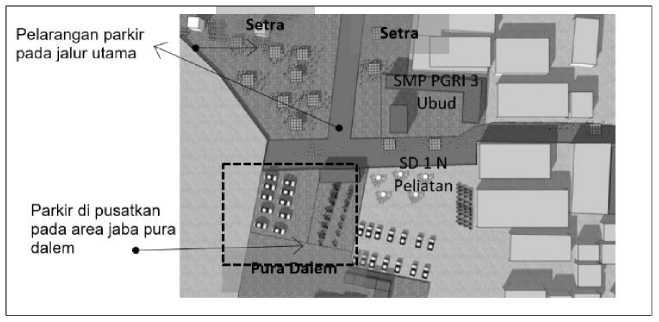 Setra
Setra
Pelarangan parkir
pada jalur utama
SMP PGRI 3
Ubud
SD 1 N
Peliatan
Parkir di pusatkan
pada area jaba pura
dalem
Pura Dalem